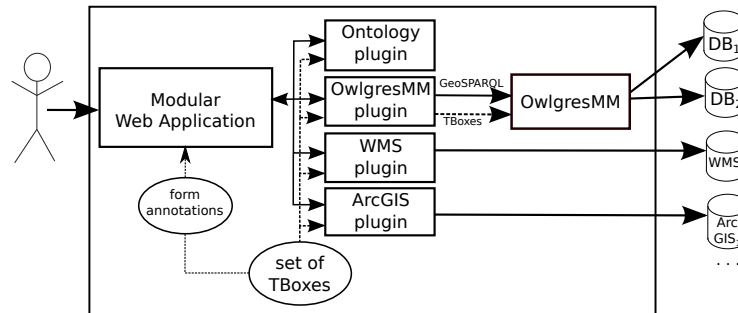 Ontology
plugin
DB1
Modular
Web Application
OwlgresMM
plugin
GeoSPARQL
TBoxes
OwlgresMM
DB2
WMS
plugin
WMS
form
annotations
ArcGIS
plugin
Arc
GIS
set of
TBoxes
. . .